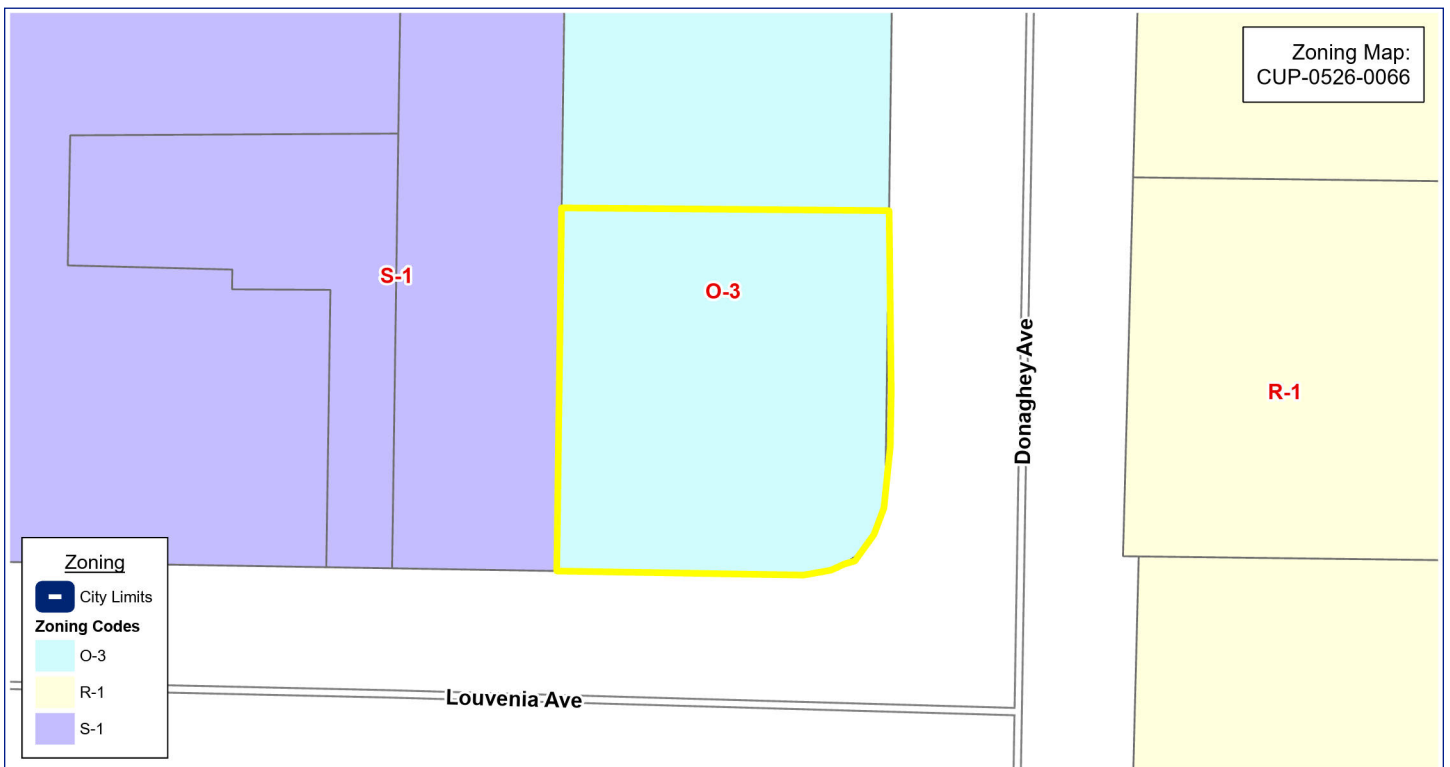 Zoning Map:
CUP-0526-0066
S-1
O-3
R-1
Donaghey Ave
Louvenia Ave
Zoning
City Limits
Zoning Codes
O-3
R-1
S-1